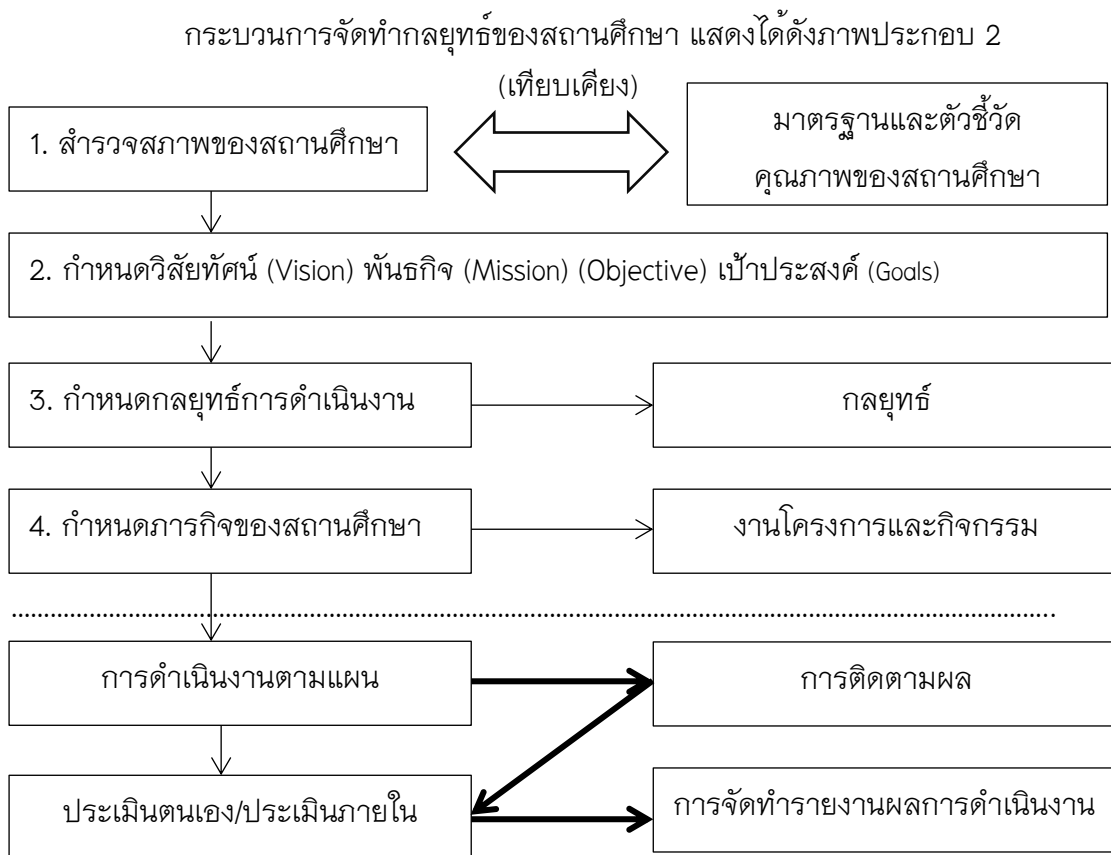 กระบวนการจัดทำกลยุทธ์ของสถานศึกษา แสดงได้ดังภาพประกอบ 2
(เทียบเคียง)
1. สำรวจสภาพของสถานศึกษา
มาตรฐานและตัวชี้วัด
คุณภาพของสถานศึกษา
2. กำหนดวิสัยทัศน์ (Vision) พันธกิจ (Mission) (Objective) เป้าประสงค์ (Goals)
3. กำหนดกลยุทธ์การดำเนินงาน
กลยุทธ์
4. กำหนดภารกิจของสถานศึกษา
งานโครงการและกิจกรรม
การดำเนินงานตามแผน
การติดตามผล
ประเมินตนเอง/ประเมินภายใน
การจัดทำรายงานผลการดำเนินงาน